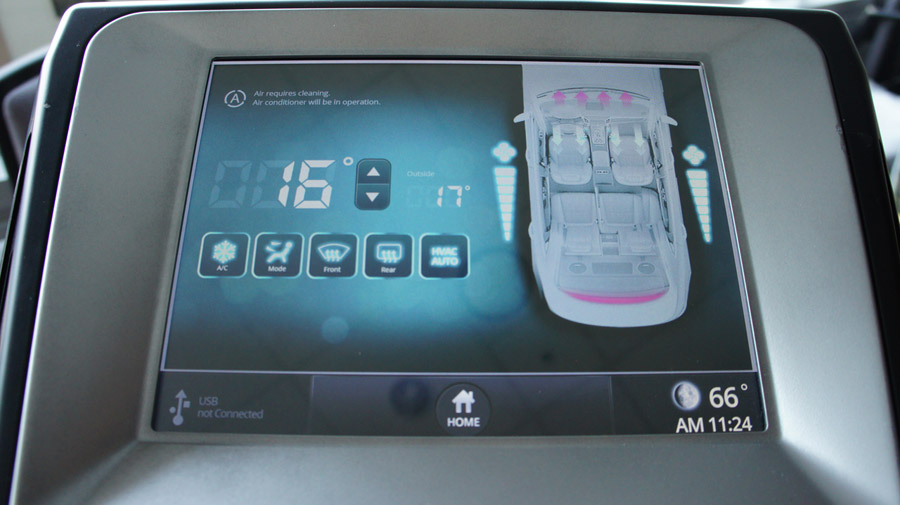 A
Air requires cleaning.
Air conditioner will be in operation.
16°
Outside
17°
A/C
Mode
Front
Rear
HVAC
AUTO
USB
not Connected
HOME
66°
AM 11:24